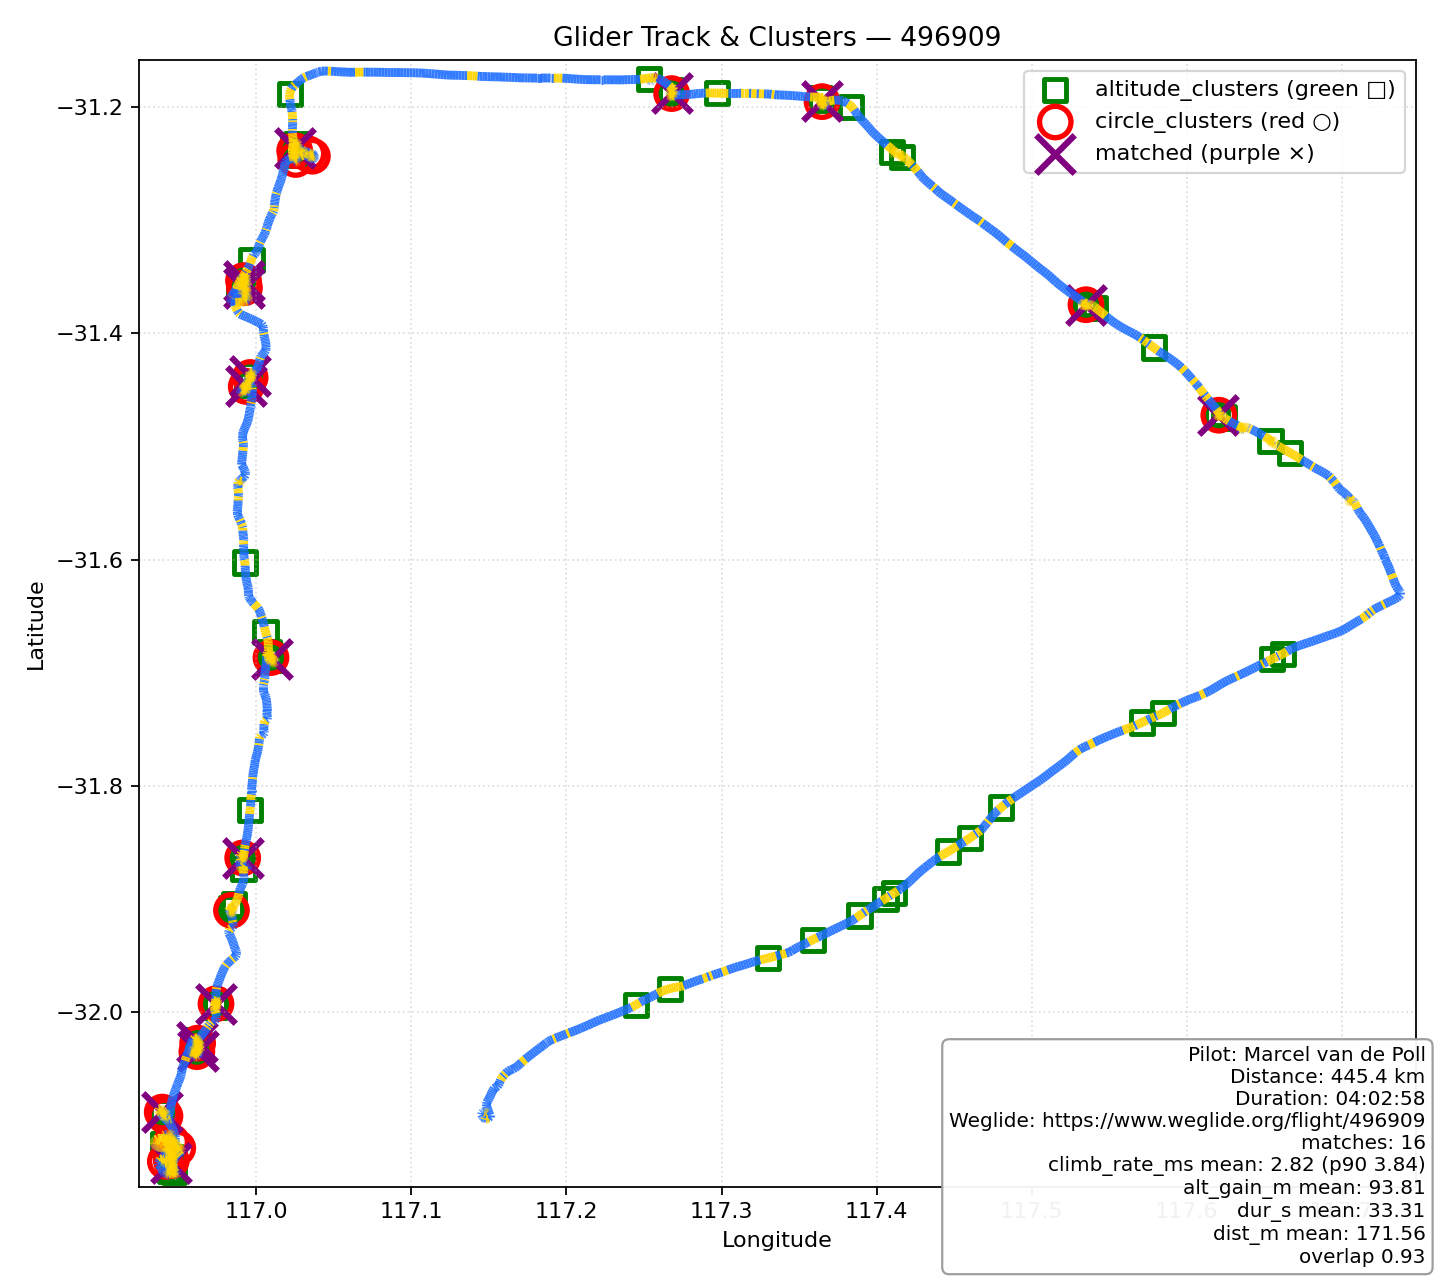 Glider Track & Clusters — 496909
altitude_clusters (green □)
circle_clusters (red ○)
matched (purple ×)
−31.2
−31.4
−31.6
−31.8
−32.0
Latitude
117.0
117.1
117.2
117.3
117.4
117.5
117.6
Longitude
Pilot: Marcel van de Poll
Distance: 445.4 km
Duration: 04:02:58
Weglide: https://www.weglide.org/flight/496909
matches: 16
climb_rate_ms mean: 2.82 (p90 3.84)
alt_gain_m mean: 93.81
dur_s mean: 33.31
dist_m mean: 171.56
overlap 0.93